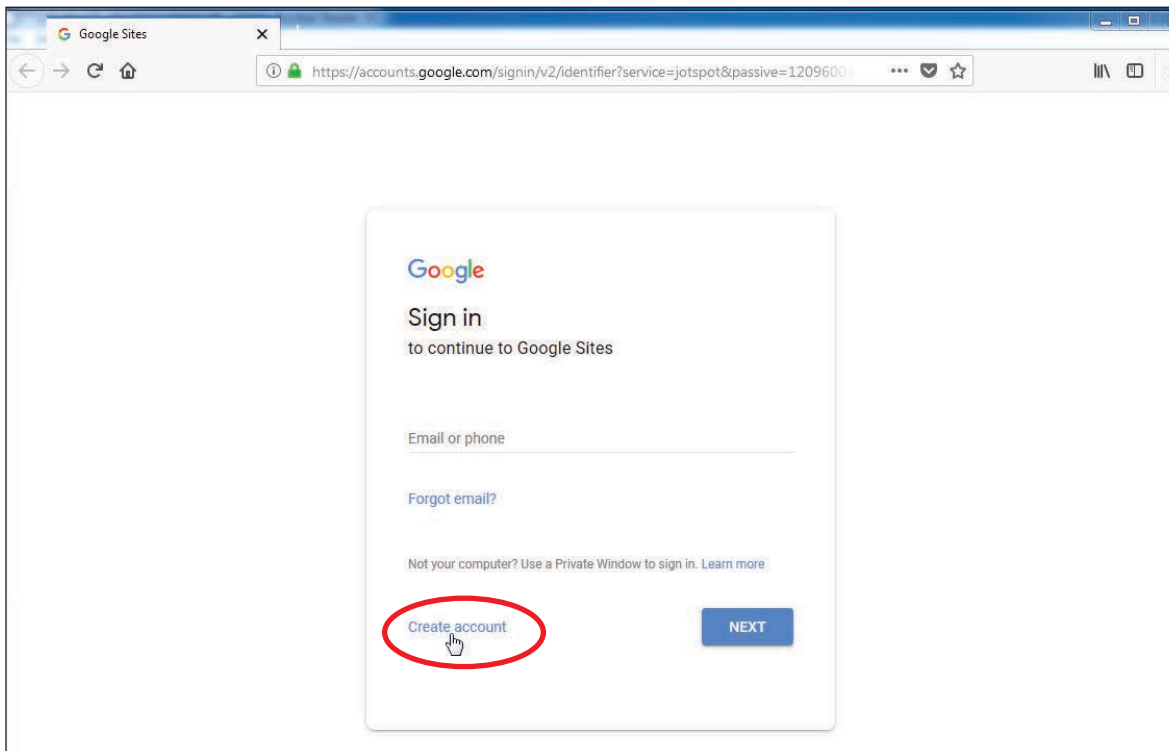 Google Sites
https://accounts.google.com/signin/v2/identifier?service=jotspot&passive=1209600
Google
Sign in
to continue to Google Sites
Email or phone
Forgot email?
Not your computer? Use a Private Window to sign in. Learn more
Create account
NEXT